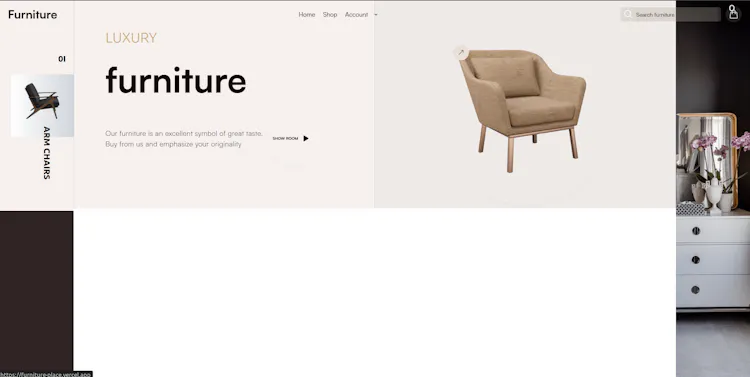 Furniture
Home Shop Account
Search furniture
0
LUXURY
01
furniture
ARM CHAIRS
Our furniture is an excellent symbol of great taste.
Buy from us and emphasize your originality
SHOW ROOM
https://furniture-place.vercel.app